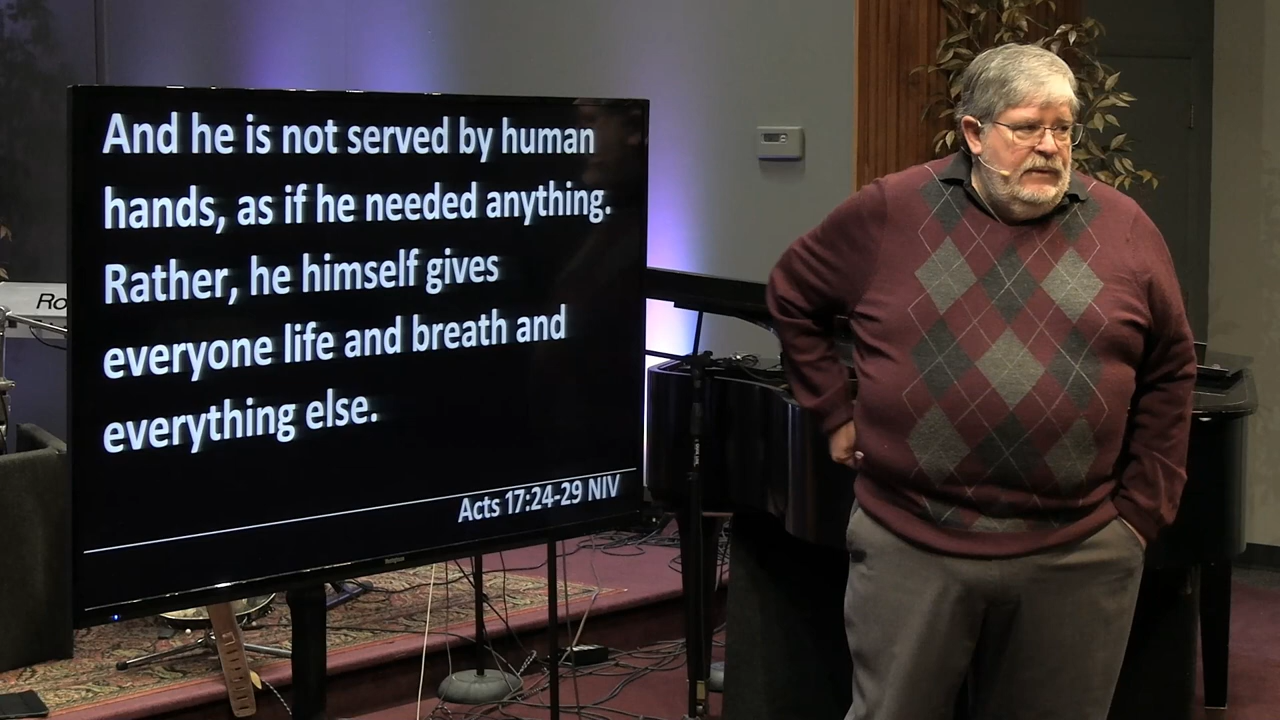 And he is not served by human
hands, as if he needed anything.
Rather, he himself gives
everyone life and breath and
everything else.
Acts 17:24-29 NIV
Ro